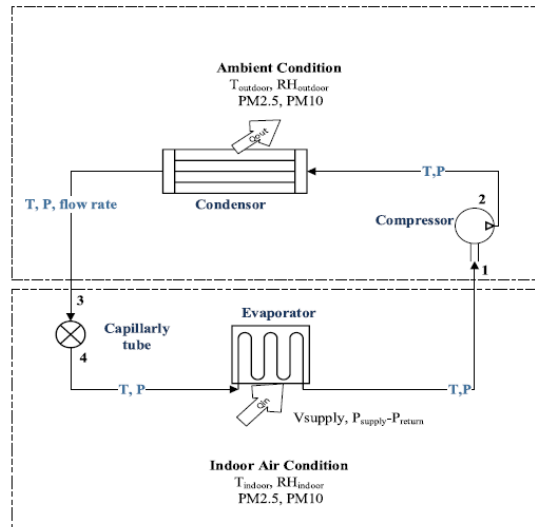 Ambient Condition
Toutdoor, RHoutdoor
PM2.5, PM10
Qout
Condensor
T,P
2
Compressor
1
T, P, flow rate
3
Capillarly
tube
4
Evaporator
T, P
T,P
Qin
Vsupply, Psupply-Preturn
Indoor Air Condition
Tindoor, RHindoor
PM2.5, PM10